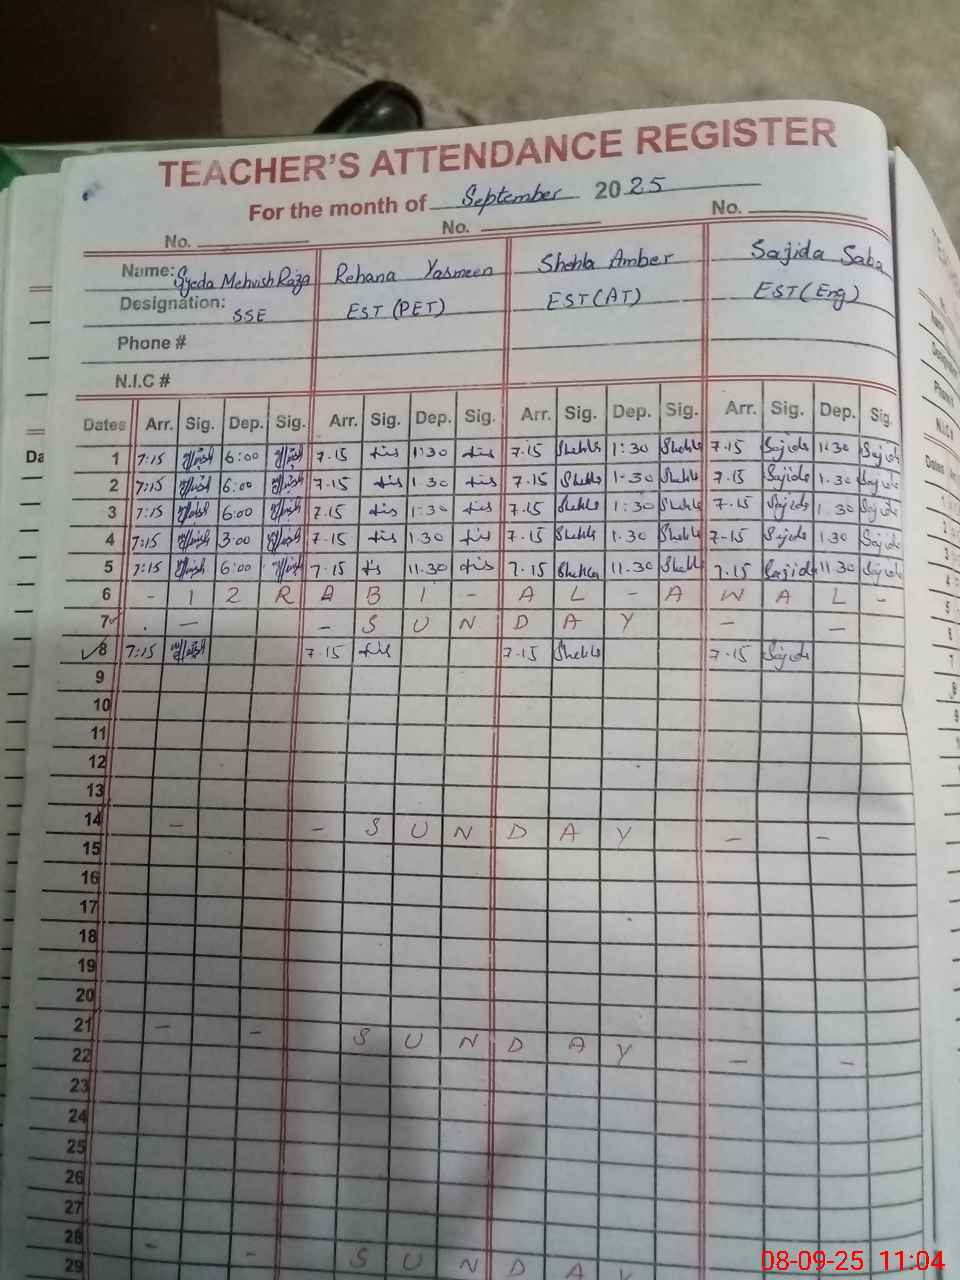 TEACHER'S ATTENDANCE REGISTER
For the month of September 2025
No. No. No.
Name: Syeda Mehvish Raza Rehana Yasmeen Shehla Amber Sajida Saba
Designation: SSE EST (PET) EST (AT) EST (Eng)
Phone #
N.I.C #
Dates Arr. Sig. Dep. Sig. Arr. Sig. Dep. Sig. Arr. Sig. Dep. Sig. Arr. Sig. Dep. Sig.
1 7:15 6:00 7.15 1:30 7.15 Shehla 1:30 Shehla 7.15 Sajida 1.30 Sajida
2 7:15 6:00 7.15 1.30 7.15 Shehla 1.30 Shehla 7.15 Sajida 1.30 Sajida
3 7:15 6:00 7.15 1:30 7.15 Shehla 1:30 Shehla 7.15 Sajida 1.30 Sajida
4 7:15 3:00 7.15 1.30 7.15 Shehla 1.30 Shehla 7.15 Sajida 1.30 Sajida
5 7:15 6:00 7.15 11.30 7.15 Shehla 11.30 Shehla 7.15 Sajida 11.30 Sajida
6 - 1 2 R A B I - A L - A W A L -
7 - - S U N D A Y - -
8 7:15 7.15 7.15 Shehla 7.15 Sajida
9
10
11
12
13
14 - - S U N D A Y - -
15
16
17
18
19
20
21 - - S U N D A Y - -
22
23
24
25
26
27
28 - - S U N D A Y
29
08-09-25 11:04